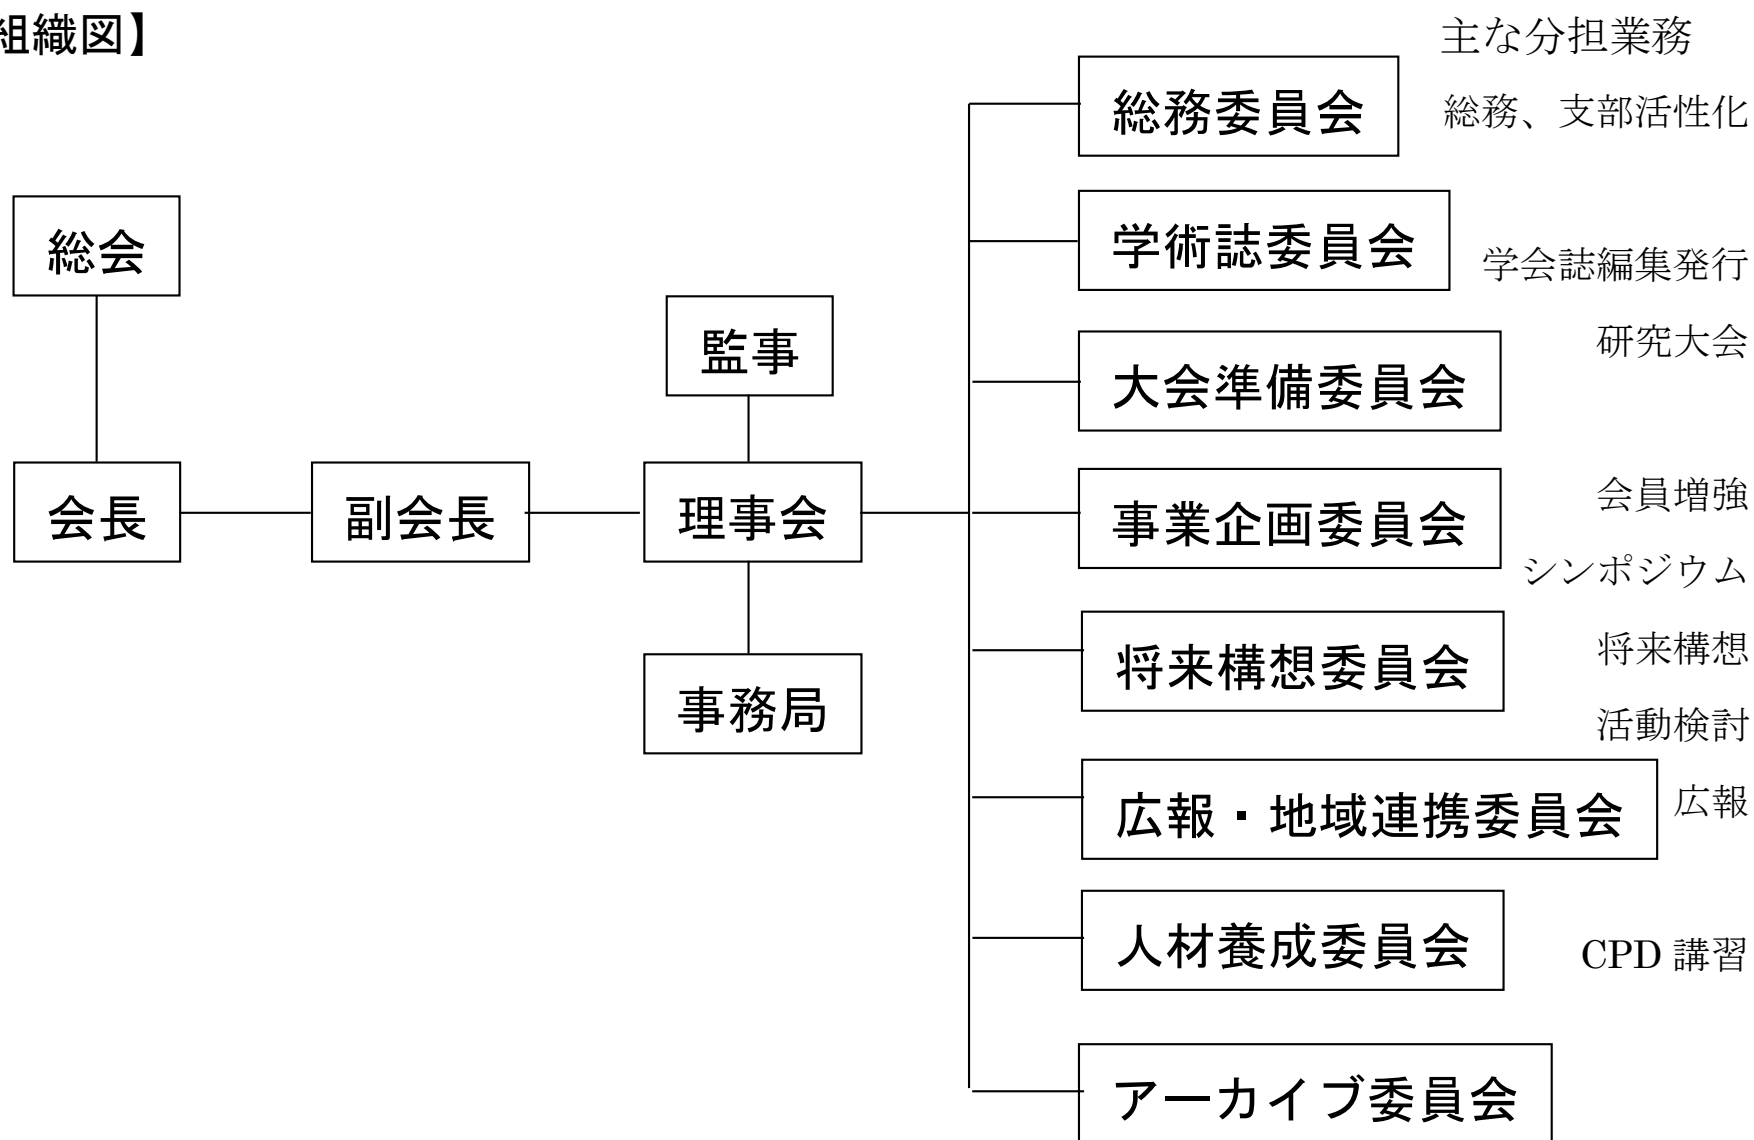 組織図】
主な分担業務
総務委員会
総務、支部活性化
学術誌委員会
学会誌編集発行
総会
監事
研究大会
大会準備委員会
会長
副会長
理事会
事業企画委員会
会員増強
シンポジウム
将来構想委員会
将来構想
事務局
活動検討
広報・地域連携委員会
広報
人材養成委員会
CPD 講習
アーカイブ委員会